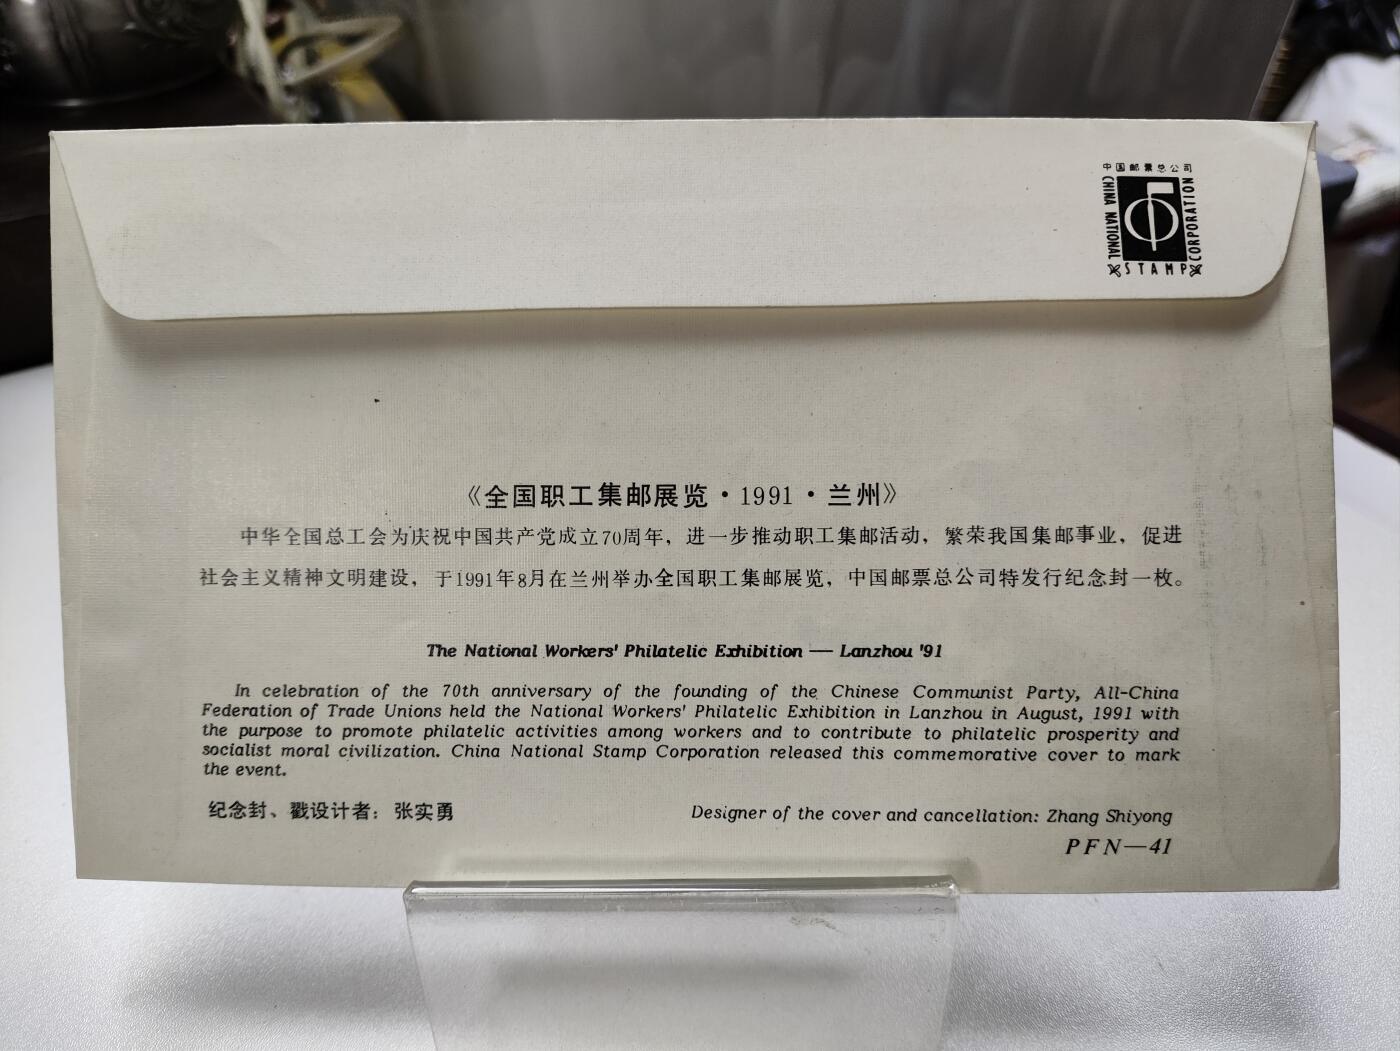 中国邮票总公司
CHINA NATIONAL
STAMP
CORPORATION
《全国职工集邮展览·1991·兰州》
中华全国总工会为庆祝中国共产党成立70周年，进一步推动职工集邮活动，繁荣我国集邮事业，促进
社会主义精神文明建设，于1991年8月在兰州举办全国职工集邮展览，中国邮票总公司特发行纪念封一枚。
The National Workers' Philatelic Exhibition — Lanzhou '91
In celebration of the 70th anniversary of the founding of the Chinese Communist Party, All-China
Federation of Trade Unions held the National Workers' Philatelic Exhibition in Lanzhou in August, 1991 with
the purpose to promote philatelic activities among workers and to contribute to philatelic prosperity and
socialist moral civilization. China National Stamp Corporation released this commemorative cover to mark
the event.
纪念封、戳设计者：张实勇
Designer of the cover and cancellation: Zhang Shiyong
PFN—41